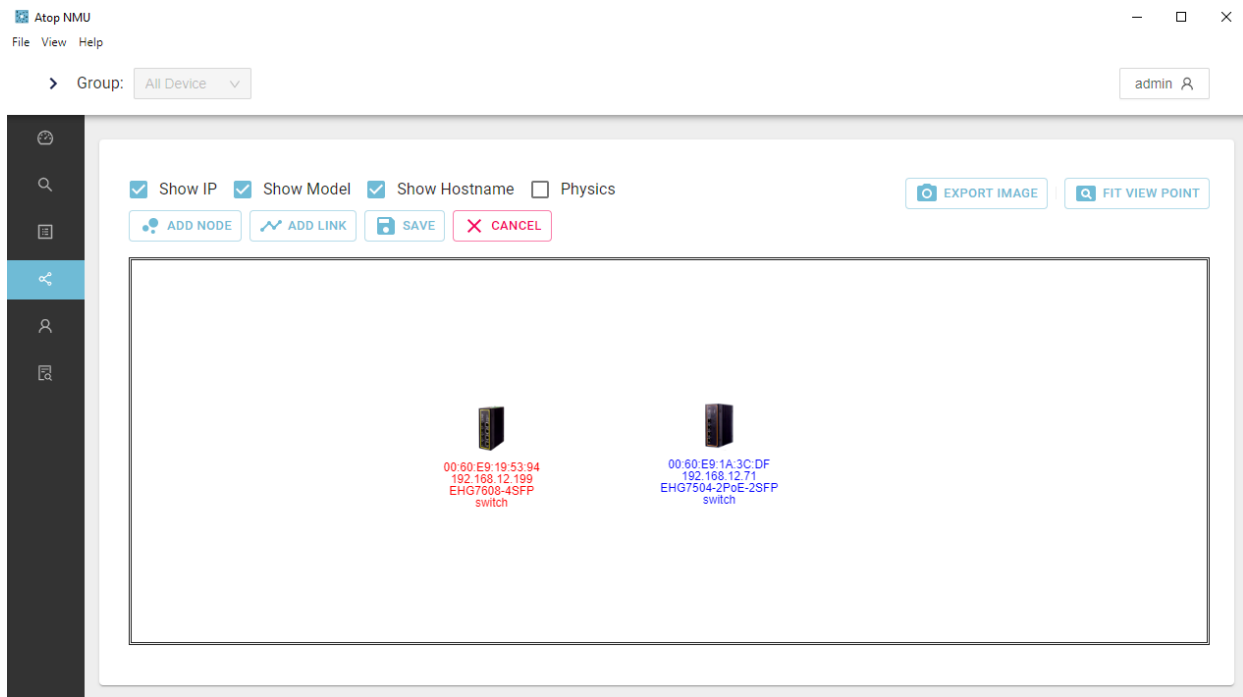 Atop NMU
File View Help
Group: All Device
admin
Show IP Show Model Show Hostname Physics
EXPORT IMAGE FIT VIEW POINT
ADD NODE ADD LINK SAVE CANCEL
00:60:E9:19:53:94
192.168.12.199
EHG7608-4SFP
switch
00:60:E9:1A:3C:DF
192.168.12.71
EHG7504-2PoE-2SFP
switch